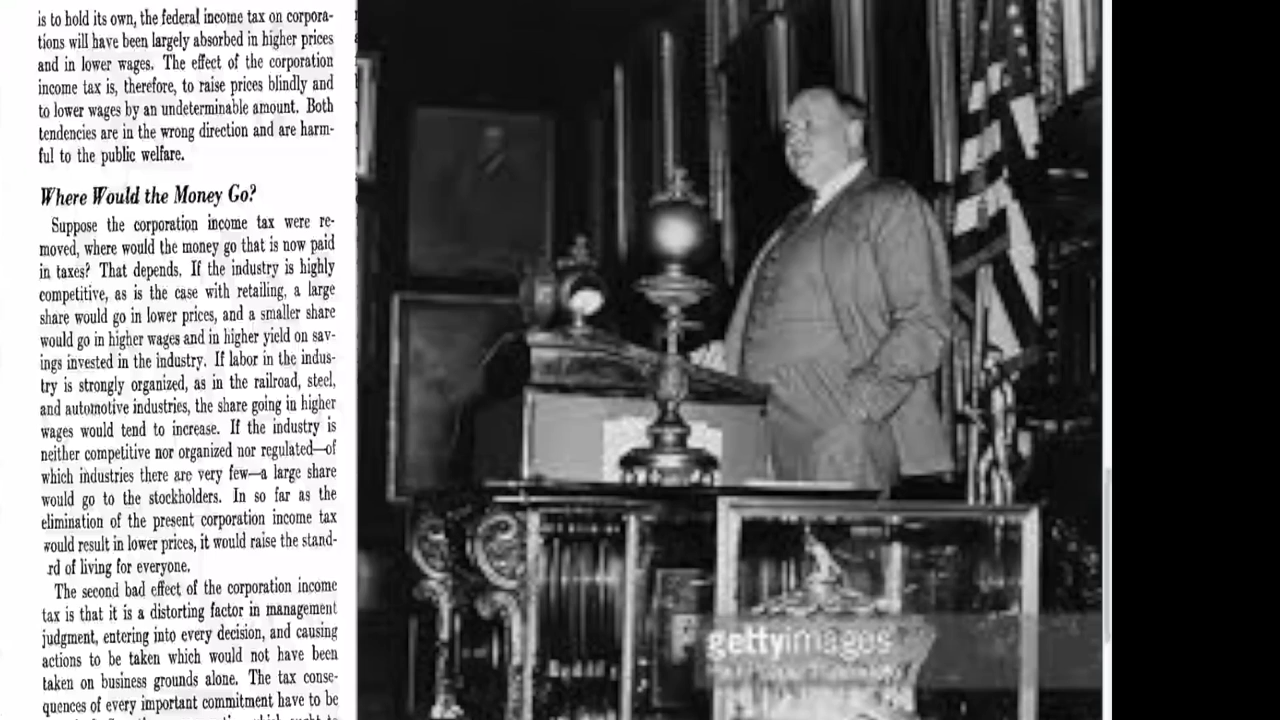 is to hold its own, the federal income tax on corpora-
tions will have been largely absorbed in higher prices
and in lower wages. The effect of the corporation
income tax is, therefore, to raise prices blindly and
to lower wages by an undeterminable amount. Both
tendencies are in the wrong direction and are harm-
ful to the public welfare.
Where Would the Money Go?
Suppose the corporation income tax were re-
moved, where would the money go that is now paid
in taxes? That depends. If the industry is highly
competitive, as is the case with retailing, a large
share would go in lower prices, and a smaller share
would go in higher wages and in higher yield on sav-
ings invested in the industry. If labor in the indus-
try is strongly organized, as in the railroad, steel,
and automotive industries, the share going in higher
wages would tend to increase. If the industry is
neither competitive nor organized nor regulated—of
which industries there are very few—a large share
would go to the stockholders. In so far as the
elimination of the present corporation income tax
would result in lower prices, it would raise the stand-
rd of living for everyone.
The second bad effect of the corporation income
tax is that it is a distorting factor in management
judgment, entering into every decision, and causing
actions to be taken which would not have been
taken on business grounds alone. The tax conse-
quences of every important commitment have to be
gettyimages